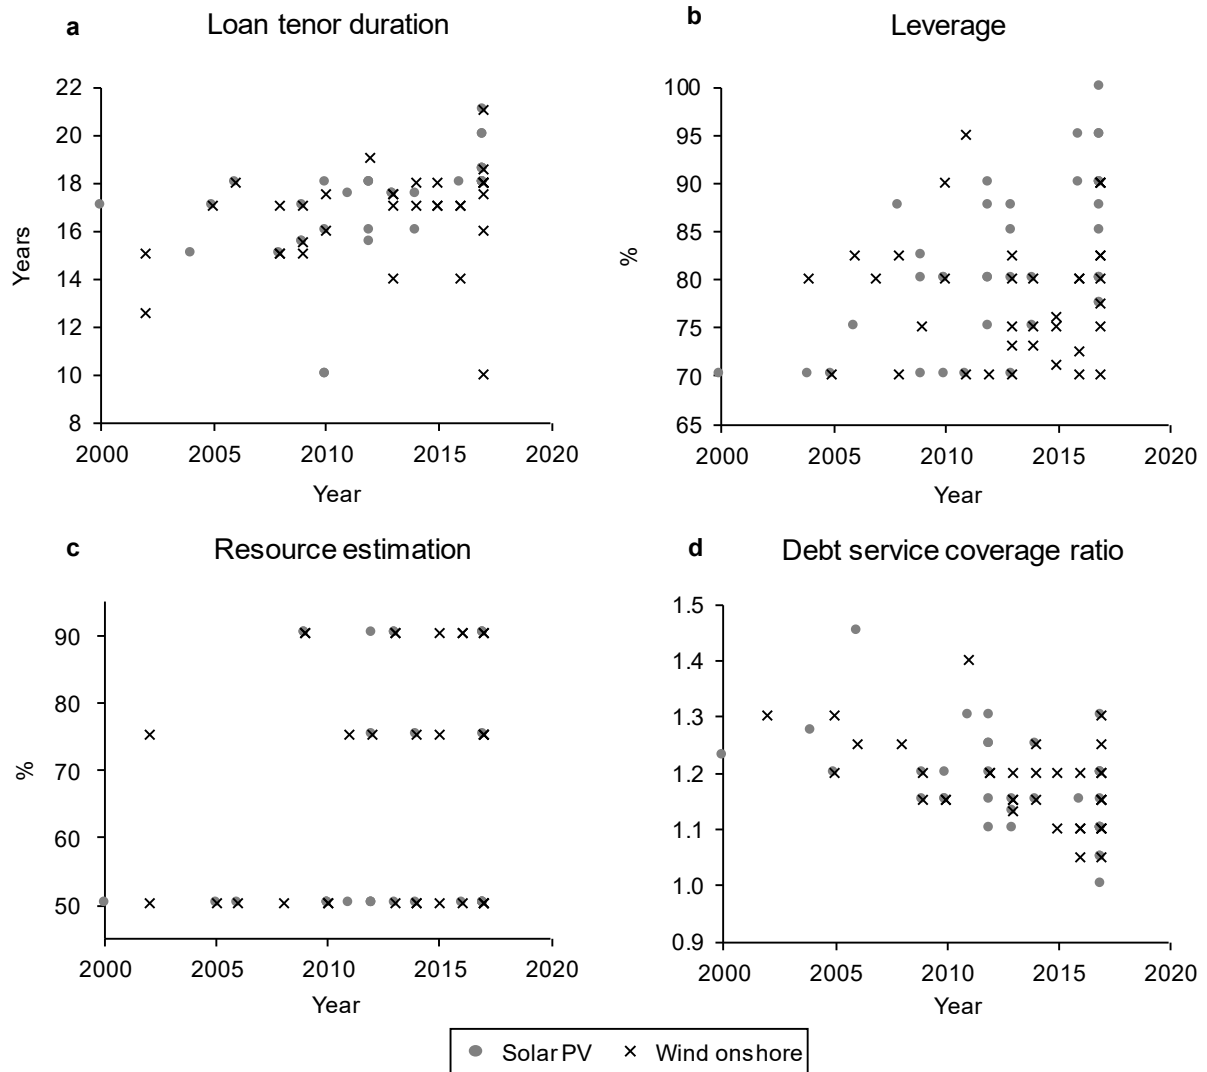 a Loan tenor duration
22
20
18
16
14
12
10
8
Years
2000 2005 2010 2015 2020
Year
b Leverage
100
95
90
85
80
75
70
65
%
2000 2005 2010 2015 2020
Year
c Resource estimation
90
80
70
60
50
%
2000 2005 2010 2015 2020
Year
d Debt service coverage ratio
1.5
1.4
1.3
1.2
1.1
1.0
0.9
2000 2005 2010 2015 2020
Year
Solar PV Wind onshore